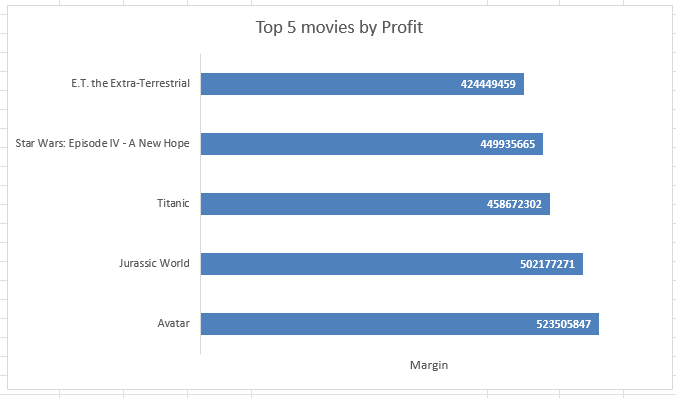 Top 5 movies by Profit
E.T. the Extra-Terrestrial
424449459
Star Wars: Episode IV - A New Hope
449935665
Titanic
458672302
Jurassic World
502177271
Avatar
523505847
Margin